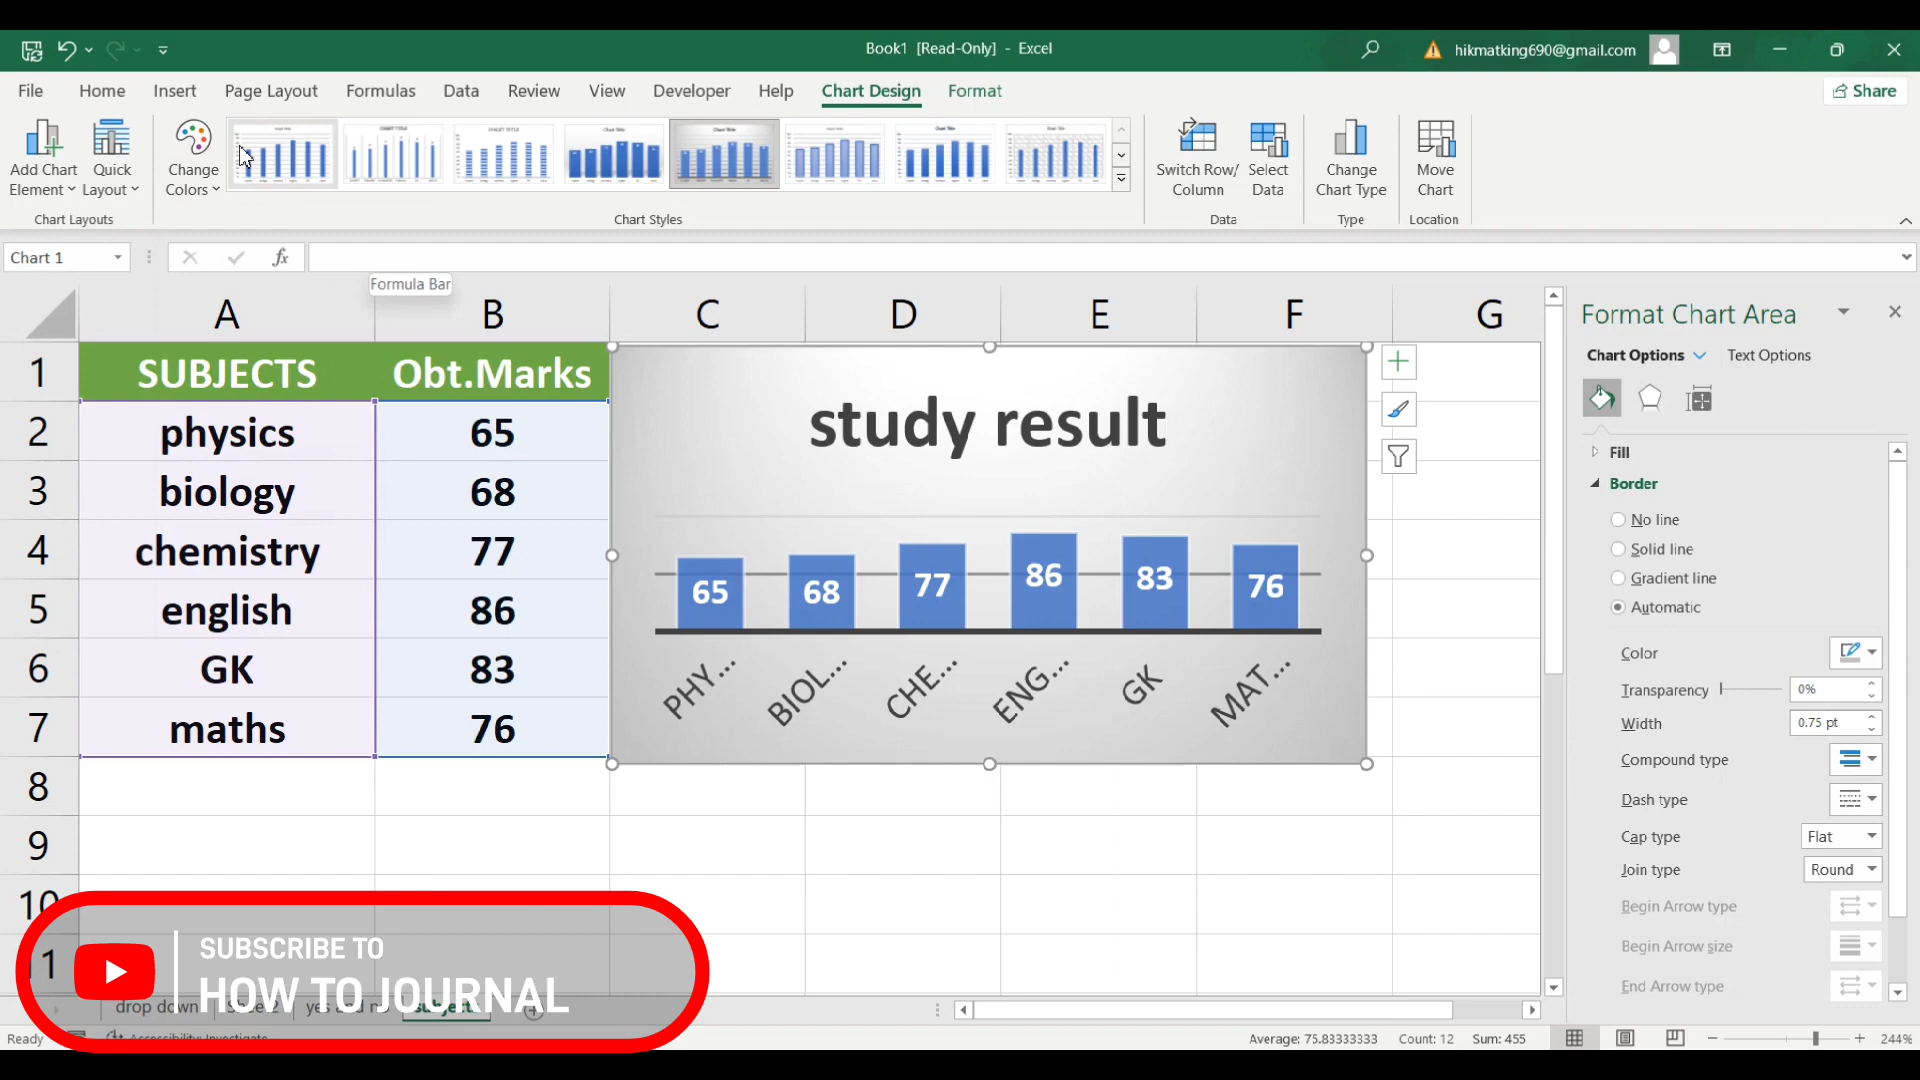 Book1 [Read-Only] - Excel
hikmatking690@gmail.com
File Home Insert Page Layout Formulas Data Review View Developer Help Chart Design Format
Share
Add Chart Element
Quick Layout
Change Colors
Switch Row/ Column
Select Data
Change Chart Type
Move Chart
Chart Layouts
Chart Styles
Data
Type
Location
Chart 1
fx
Formula Bar
A B C D E F G
1 SUBJECTS Obt.Marks
2 physics 65
3 biology 68
4 chemistry 77
5 english 86
6 GK 83
7 maths 76
8
9
10
11
study result
65 68 77 86 83 76
PHY... BIOL... CHE... ENG... GK MAT...
Format Chart Area
Chart Options Text Options
Fill
Border
No line
Solid line
Gradient line
Automatic
Color
Transparency 0%
Width 0.75 pt
Compound type
Dash type
Cap type Flat
Join type Round
Begin Arrow type
Begin Arrow size
End Arrow type
SUBSCRIBE TO
HOW TO JOURNAL
drop down
Ready
Average: 75.83333333 Count: 12 Sum: 455
244%